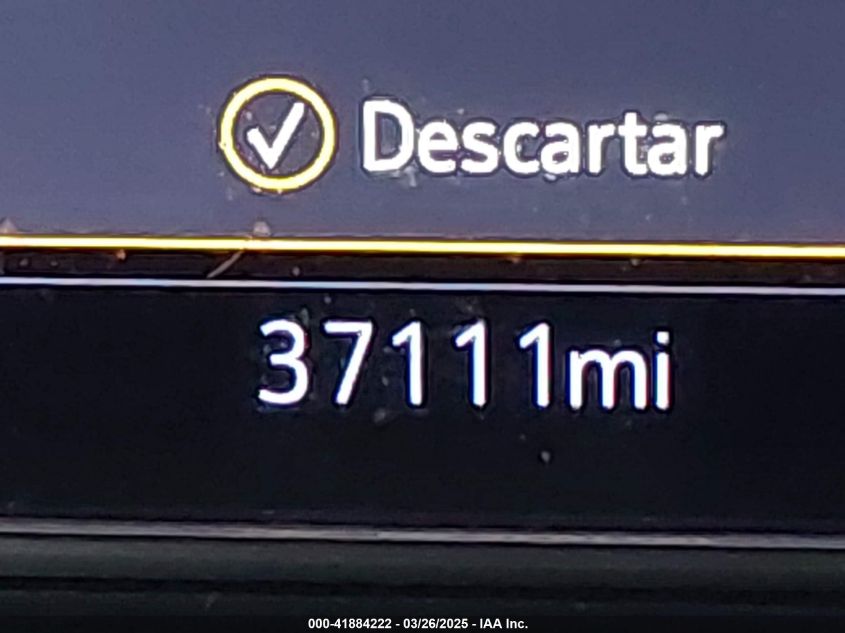 Descartar
37111mi
000-41884222 - 03/26/2025 - IAA Inc.